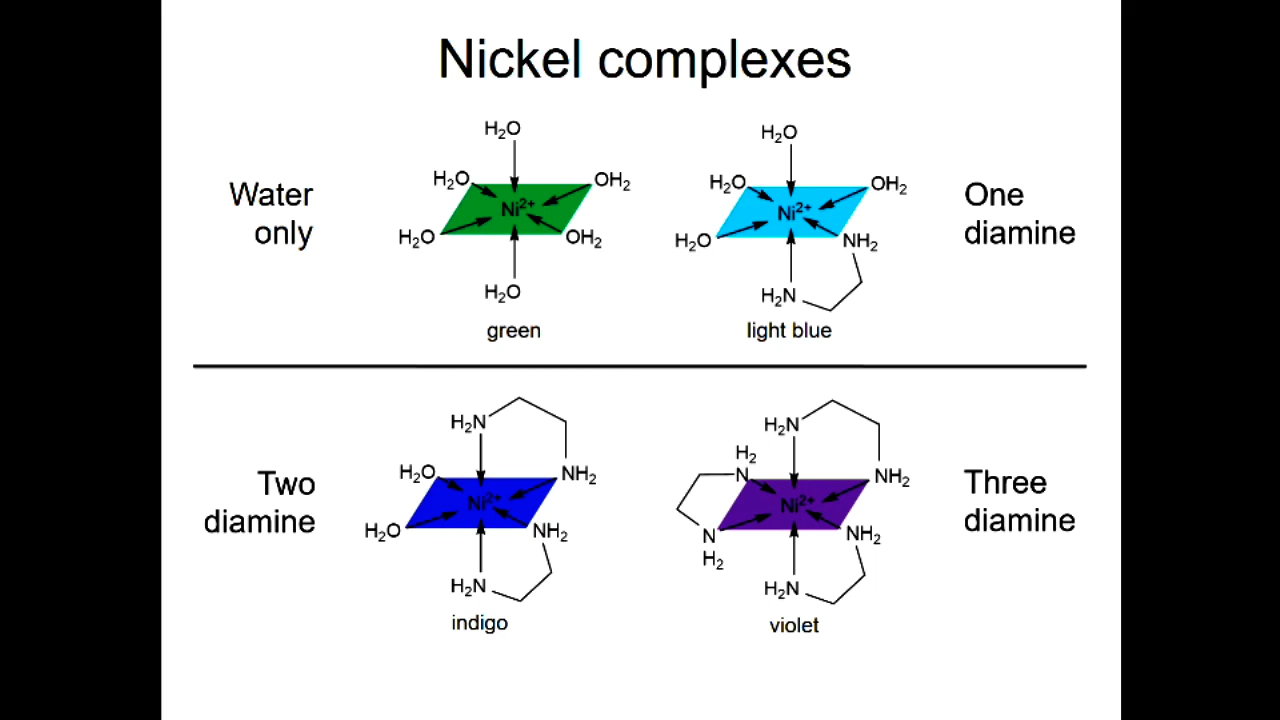 Nickel complexes
Water
only
H₂O
H₂O
OH₂
Ni²⁺
H₂O
OH₂
H₂O
green
H₂O
H₂O
OH₂
Ni²⁺
H₂O
NH₂
H₂N
light blue
One
diamine
Two
diamine
H₂N
H₂O
NH₂
Ni²⁺
H₂O
NH₂
H₂N
indigo
H₂N
H₂
N
NH₂
Ni²⁺
N
H₂
NH₂
H₂N
violet
Three
diamine